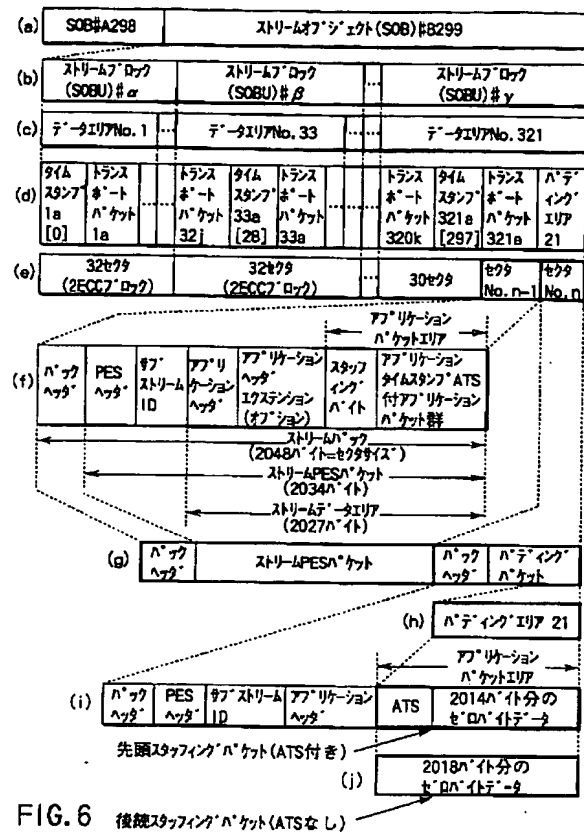 (a) SOB#A298 ストリームオブジェクト(SOB)#B299
(b) ストリームブロック (SOBU)#α ストリームブロック (SOBU)#β ストリームブロック (SOBU)#γ
(c) データエリアNo.1 データエリアNo.33 データエリアNo.321
(d) タイムスタンプ 1a [0] トランスポートパケット 1a トランスポートパケット 32j タイムスタンプ 33a [28] トランスポートパケット 33a トランスポートパケット 320k タイムスタンプ 321a [297] トランスポートパケット 321a パディングエリア 21
(e) 32セクタ (2ECCブロック) 32セクタ (2ECCブロック) 30セクタ セクタ No.n-1 セクタ No.n
アプリケーション
パケットエリア
(f) パックヘッダ PESヘッダ サブストリームID アプリケーションヘッダ アプリケーションヘッダエクステンション(オプション) スタッフィングバイト アプリケーションタイムスタンプATS付アプリケーションパケット群
ストリームパック
(2048バイト=セクタサイズ)
ストリームPESパケット
(2034バイト)
ストリームデータエリア
(2027バイト)
(g) パックヘッダ ストリームPESパケット パックヘッダ パディングパケット
(h) パディングエリア 21
アプリケーション
パケットエリア
(i) パックヘッダ PESヘッダ サブストリームID アプリケーションヘッダ ATS 2014バイト分のゼロバイトデータ
先頭スタッフィングパケット(ATS付き)
(j) 2018バイト分のゼロバイトデータ
FIG.6 後続スタッフィングパケット(ATSなし)